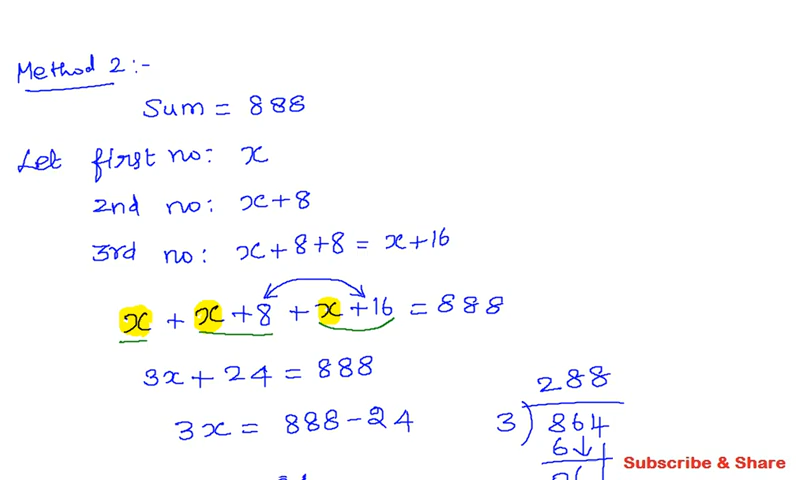 Method 2:-
Sum = 888
Let first no: x
2nd no: x+8
3rd no: x+8+8 = x+16
x + x+8 + x+16 = 888
3x+24 = 888
3x = 888-24
288
3) 864
6↓
Subscribe & Share